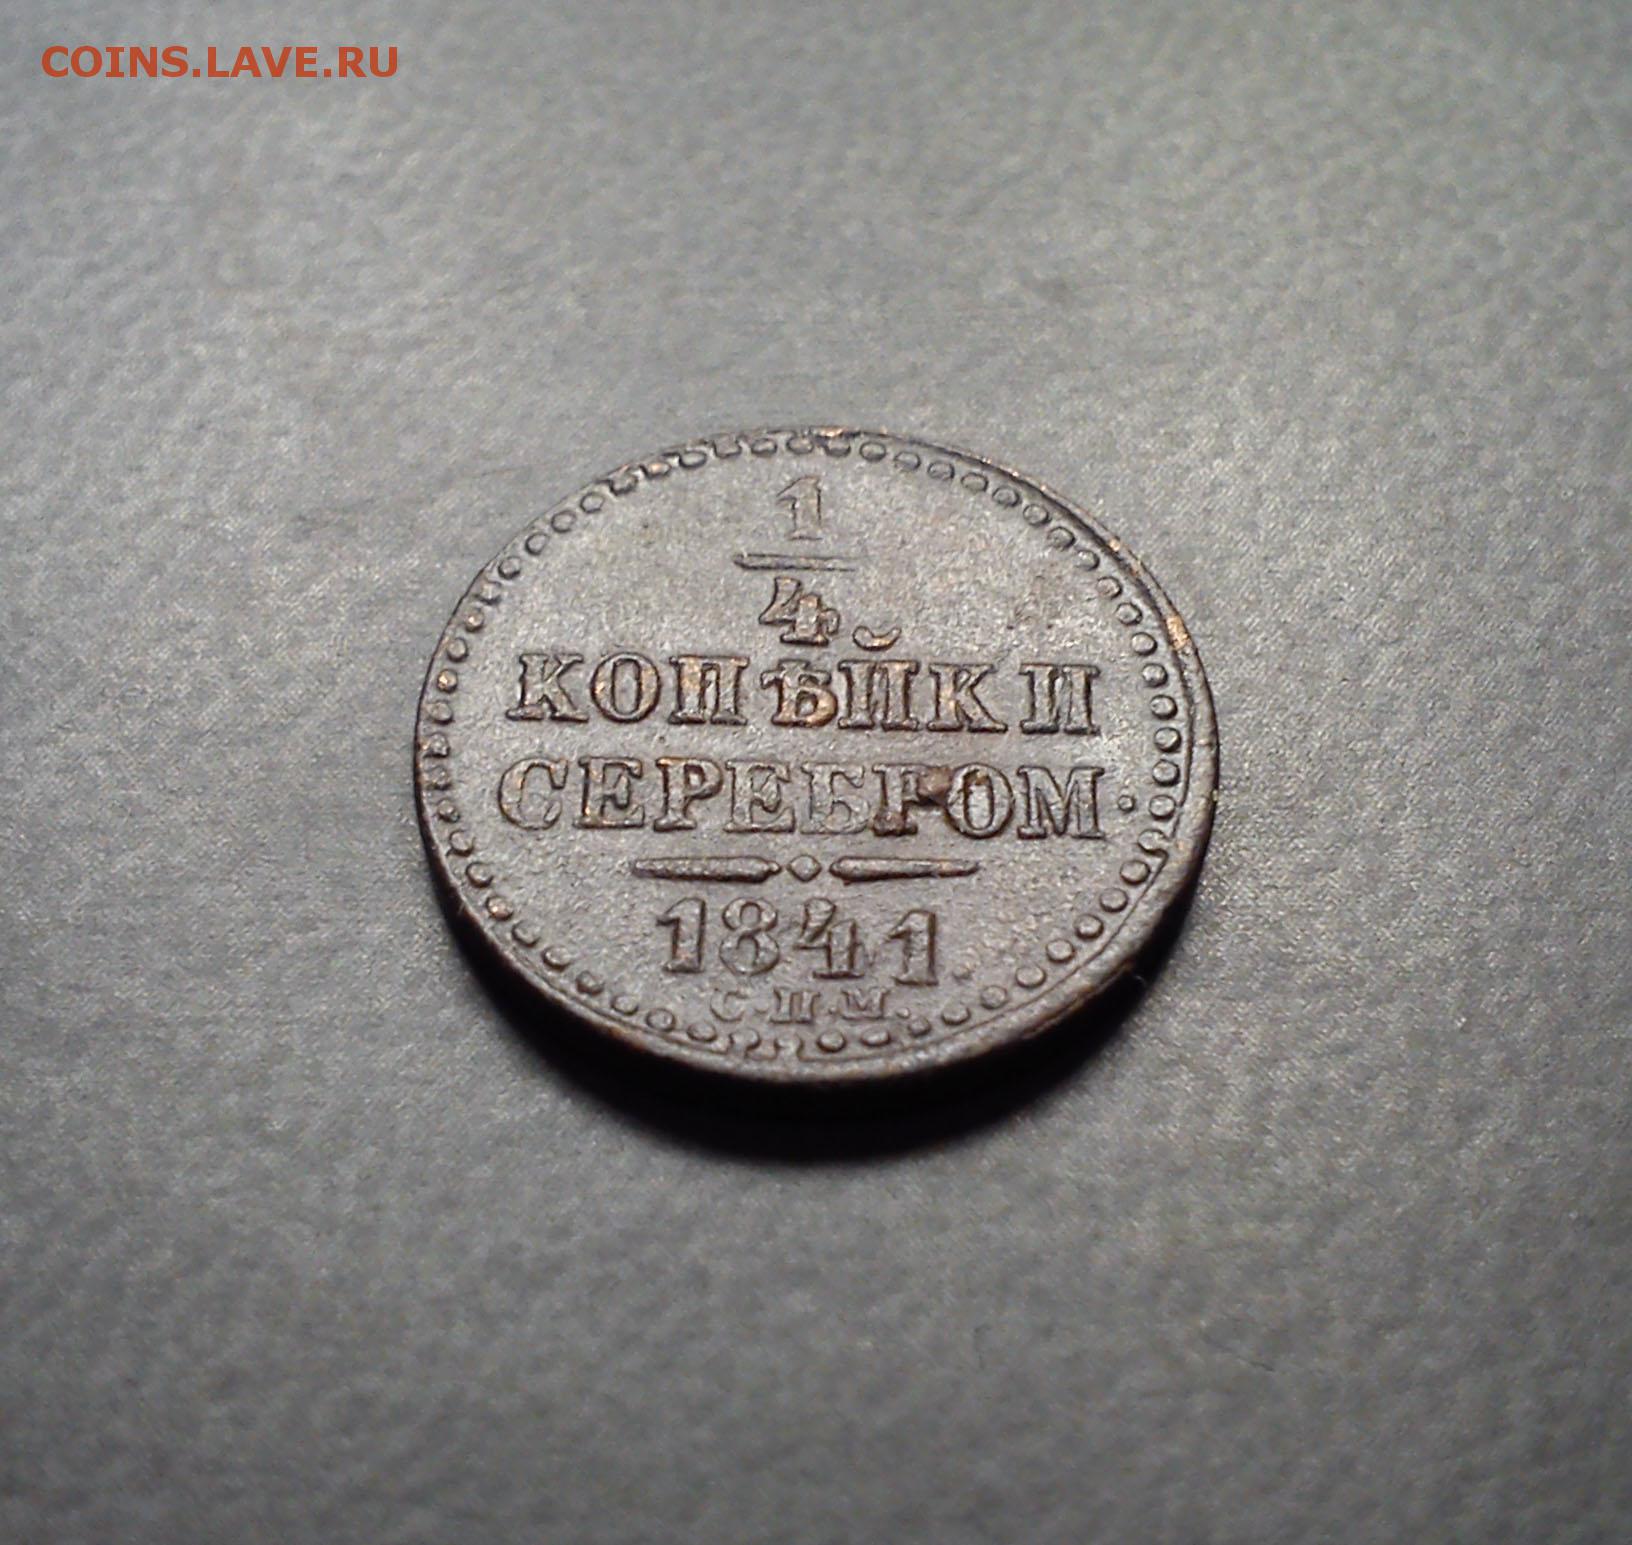 COINS.LAVE.RU
1
4
КОПѢЙКИ
СЕРЕБРОМ.
1841.
С.П.М.